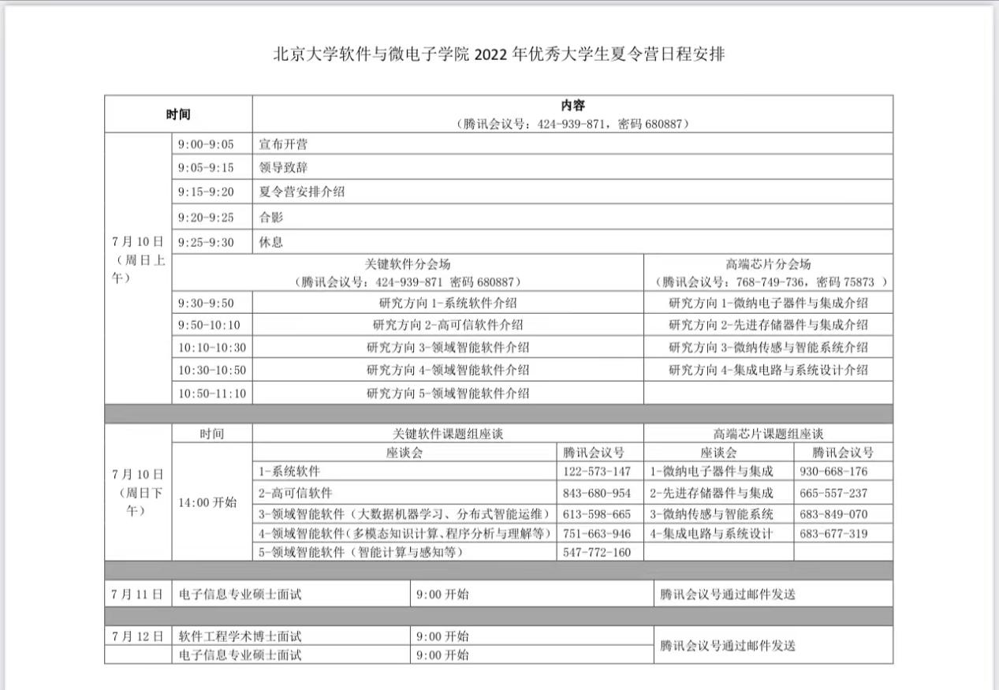 北京大学软件与微电子学院 2022 年优秀大学生夏令营日程安排
时间
内容
（腾讯会议号：424-939-871，密码 680887）
7 月 10 日
（周日上
午）
9:00-9:05
宣布开营
9:05-9:15
领导致辞
9:15-9:20
夏令营安排介绍
9:20-9:25
合影
9:25-9:30
休息
关键软件分会场
（腾讯会议号：424-939-871 密码 680887）
高端芯片分会场
（腾讯会议号：768-749-736，密码 75873 ）
9:30-9:50
研究方向 1-系统软件介绍
研究方向 1-微纳电子器件与集成介绍
9:50-10:10
研究方向 2-高可信软件介绍
研究方向 2-先进存储器件与集成介绍
10:10-10:30
研究方向 3-领域智能软件介绍
研究方向 3-微纳传感与智能系统介绍
10:30-10:50
研究方向 4-领域智能软件介绍
研究方向 4-集成电路与系统设计介绍
10:50-11:10
研究方向 5-领域智能软件介绍
7 月 10 日
（周日下
午）
时间
关键软件课题组座谈
高端芯片课题组座谈
14:00 开始
座谈会
腾讯会议号
座谈会
腾讯会议号
1-系统软件
122-573-147
1-微纳电子器件与集成
930-668-176
2-高可信软件
843-680-954
2-先进存储器件与集成
665-557-237
3-领域智能软件（大数据机器学习、分布式智能运维）
613-598-665
3-微纳传感与智能系统
683-849-070
4-领域智能软件（多模态知识计算、程序分析与理解等）
751-663-946
4-集成电路与系统设计
683-677-319
5-领域智能软件（智能计算与感知等）
547-772-160
7 月 11 日
电子信息专业硕士面试
9:00 开始
腾讯会议号通过邮件发送
7 月 12 日
软件工程学术博士面试
9:00 开始
腾讯会议号通过邮件发送
电子信息专业硕士面试
9:00 开始